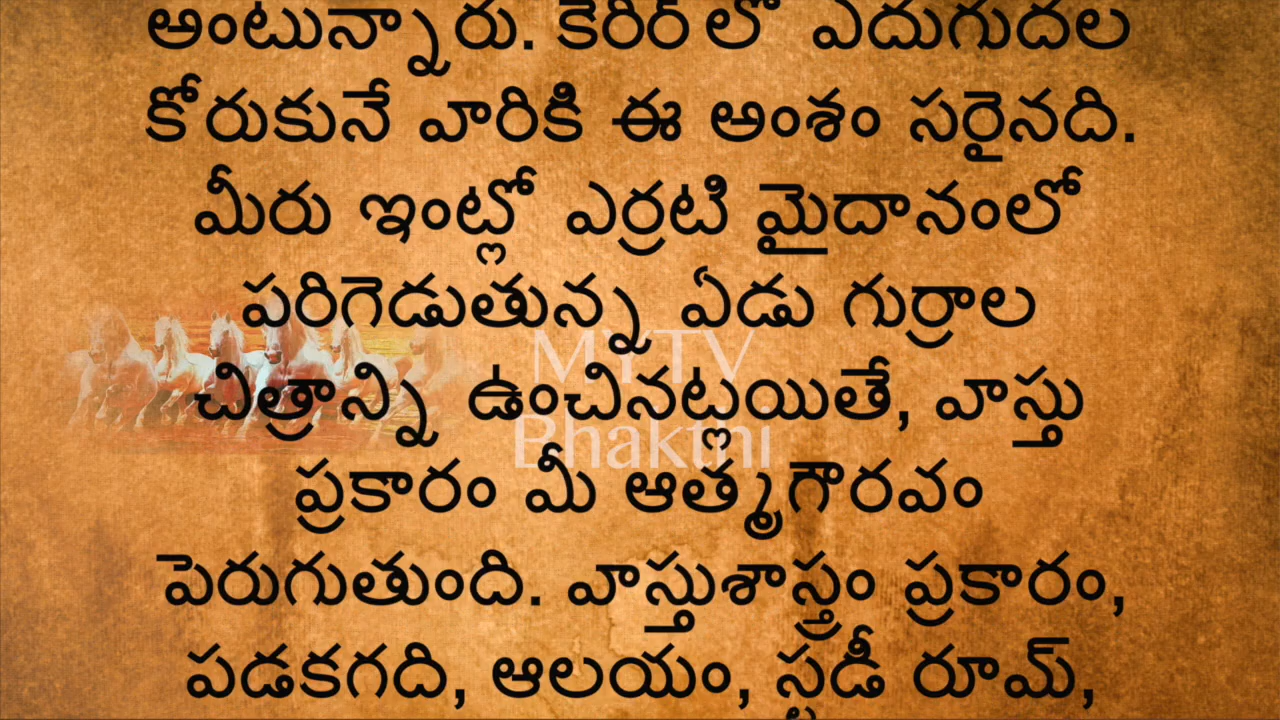 అంటున్నారు. కెరీర్‌లో ఎదుగుదల
కోరుకునే వారికి ఈ అంశం సరైనది.
మీరు ఇంట్లో ఎర్రటి మైదానంలో
పరిగెడుతున్న ఏడు గుర్రాల
చిత్రాన్ని ఉంచినట్లయితే, వాస్తు
ప్రకారం మీ ఆత్మగౌరవం
పెరుగుతుంది. వాస్తుశాస్త్రం ప్రకారం,
పడకగది, ఆలయం, స్టడీ రూమ్,
MYTV
Bhakthi